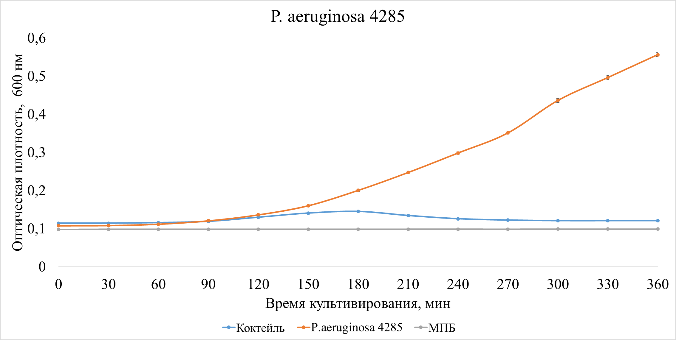 P. aeruginosa 4285
Оптическая плотность, 600 нм
0,6
0,5
0,4
0,3
0,2
0,1
0
0 30 60 90 120 150 180 210 240 270 300 330 360
Время культивирования, мин
Коктейль P.aeruginosa 4285 МПБ